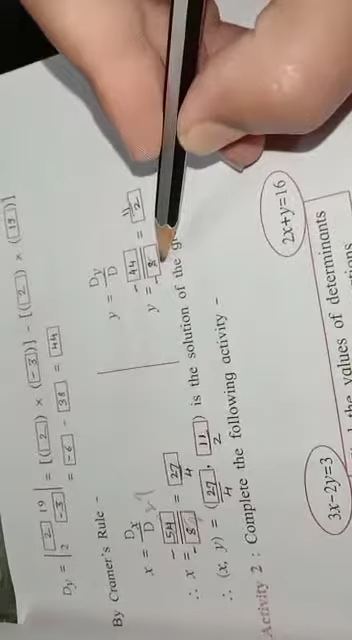 Dy = | 2 19 2 -3 | = [( 2 ) × ( -3 )] - [( 2 ) × ( 19 )]
= -6 - 38 = 44
By Cramer's Rule -
x = Dx/D y = Dy/D
∴ x = -54/-8 = 27/4 y = -44/-8 = 11/2
∴ (x, y) = ( 27/4 , 11/2 ) is the solution of the
Activity 2 : Complete the following activity -
3x-2y=3 2x+y=16
the values of determinants